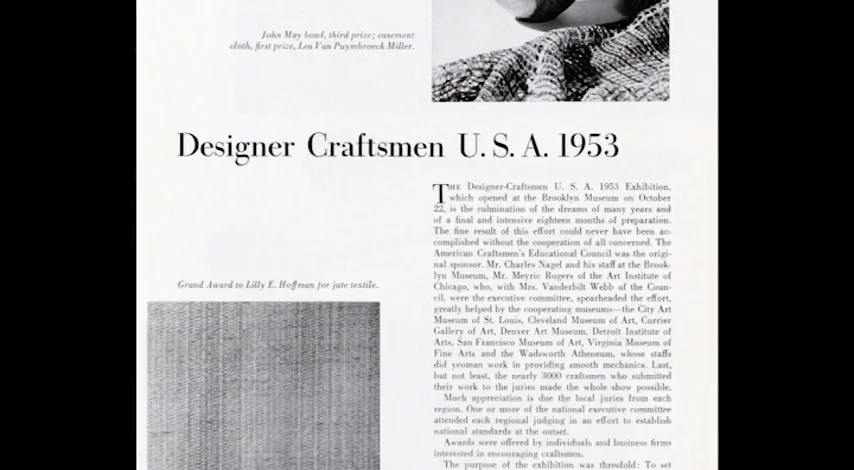 John May bowl, third prize; casement
cloth, first prize, Lea Van Puymbroeck Miller.
Designer Craftsmen U. S. A. 1953
THE Designer-Craftsmen U. S. A. 1953 Exhibition,
which opened at the Brooklyn Museum on October
22, is the culmination of the dreams of many years and
of a final and intensive eighteen months of preparation.
The fine result of this effort could never have been ac-
complished without the cooperation of all concerned. The
American Craftsmen's Educational Council was the origi-
nal sponsor. Mr. Charles Nagel and his staff at the Brook-
lyn Museum, Mr. Meyric Rogers of the Art Institute of
Chicago, who, with Mrs. Vanderbilt Webb of the Coun-
cil, were the executive committee, spearheaded the effort,
greatly helped by the cooperating museums—the City Art
Museum of St. Louis, Cleveland Museum of Art, Currier
Gallery of Art, Denver Art Museum, Detroit Institute of
Arts, San Francisco Museum of Art, Virginia Museum of
Fine Arts and the Wadsworth Atheneum, whose staffs
did yeoman work in providing smooth mechanics. Last,
but not least, the nearly 3000 craftsmen who submitted
their work to the juries made the whole show possible.
Much appreciation is due the local juries from each
region. One or more of the national executive committee
attended each regional judging in an effort to establish
national standards at the outset.
Awards were offered by individuals and business firms
interested in encouraging craftsmen.
The purpose of the exhibition was threefold: To set
Grand Award to Lilly E. Hoffman for jute textile.